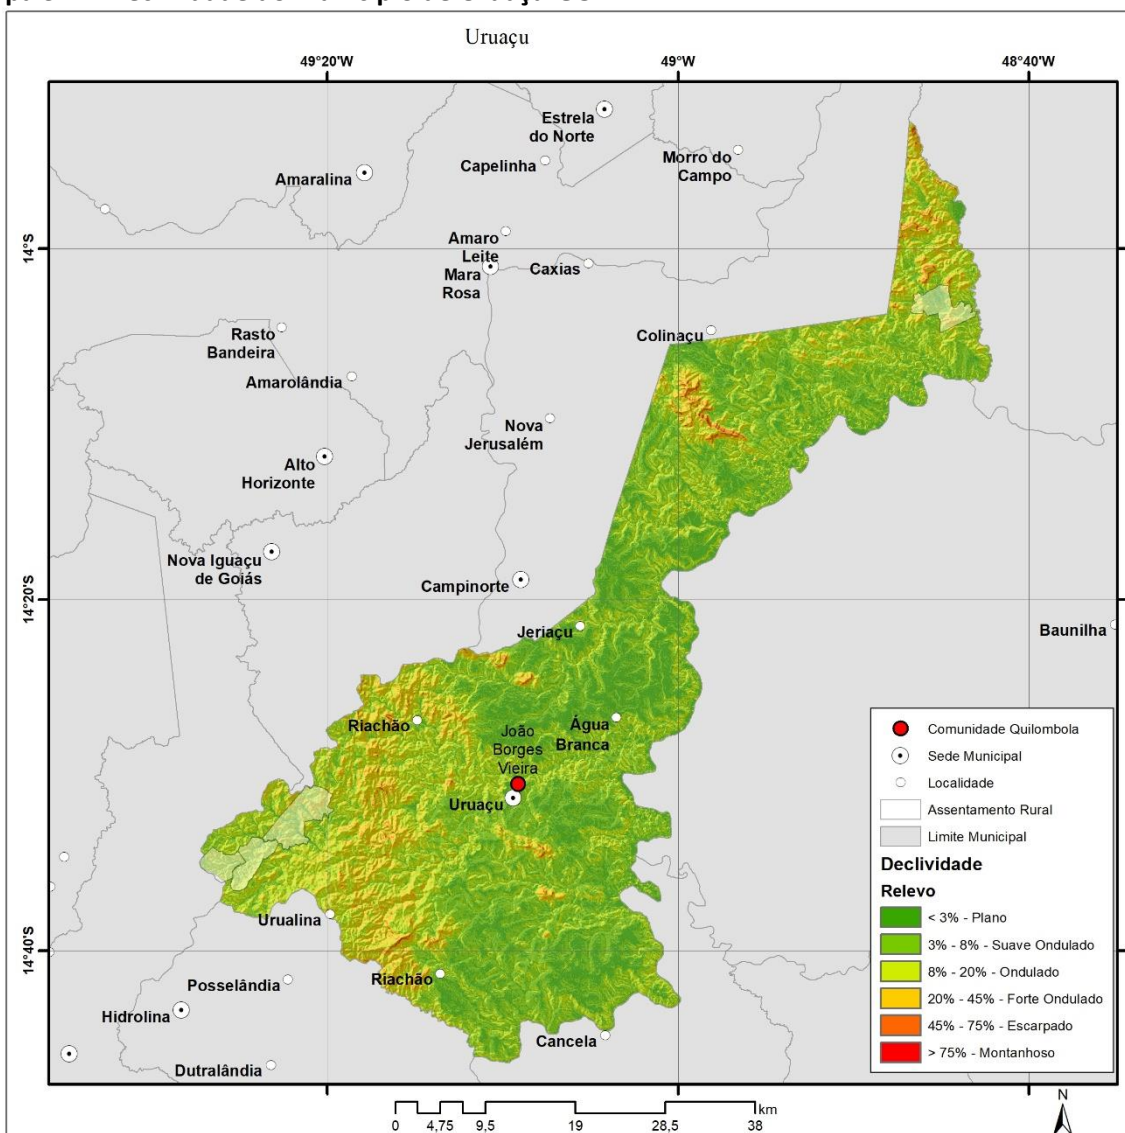 Uruaçu
49°20'W
49°W
48°40'W
Estrela
do Norte
Capelinha
Morro do
Campo
Amaralina
14°S
Amaro
Leite
Mara
Rosa
Caxias
Rasto
Bandeira
Colinaçu
Amarolândia
Nova
Jerusalém
Alto
Horizonte
Nova Iguaçu
de Goiás
Campinorte
14°20'S
Jeriaçu
Baunilha
Riachão
João
Borges
Vieira
Água
Branca
Uruaçu
Urualina
14°40'S
Riachão
Posselândia
Hidrolina
Cancela
Dutralândia
Comunidade Quilombola
Sede Municipal
Localidade
Assentamento Rural
Limite Municipal
Declividade
Relevo
< 3% - Plano
3% - 8% - Suave Ondulado
8% - 20% - Ondulado
20% - 45% - Forte Ondulado
45% - 75% - Escarpado
> 75% - Montanhoso
km
0 4,75 9,5 19 28,5 38
N